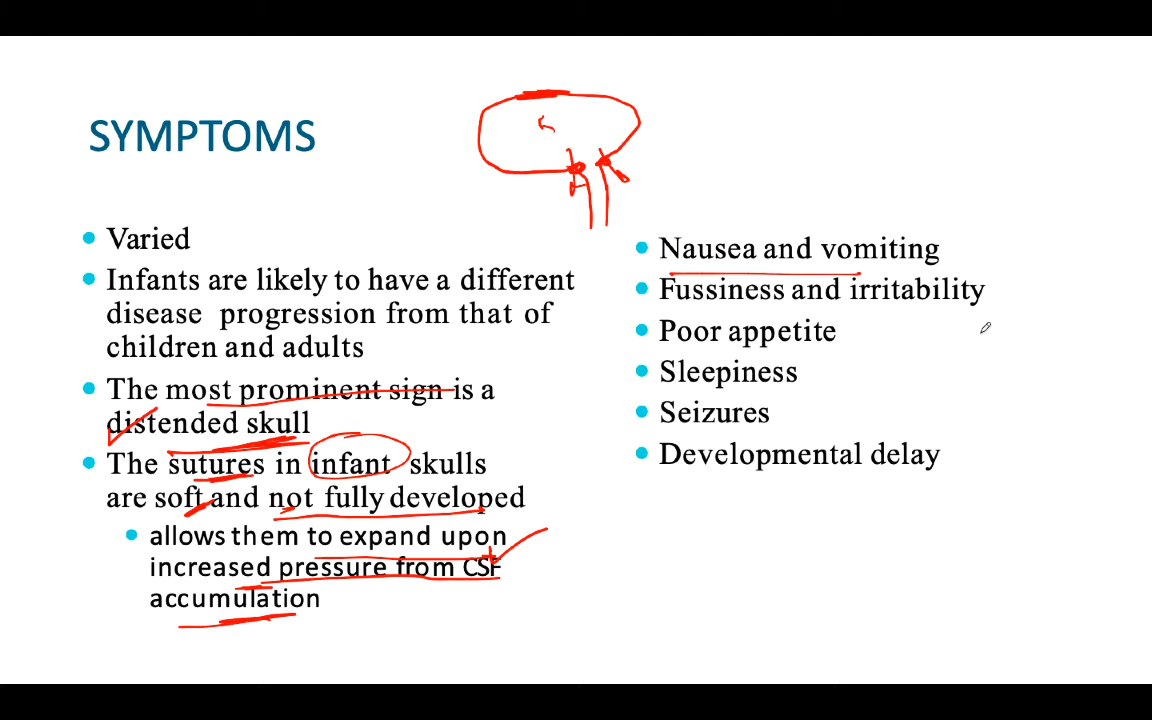 SYMPTOMS
Varied
Infants are likely to have a different
disease progression from that of
children and adults
The most prominent sign is a
distended skull
The sutures in infant skulls
are soft and not fully developed
allows them to expand upon
increased pressure from CSF
accumulation
Nausea and vomiting
Fussiness and irritability
Poor appetite
Sleepiness
Seizures
Developmental delay